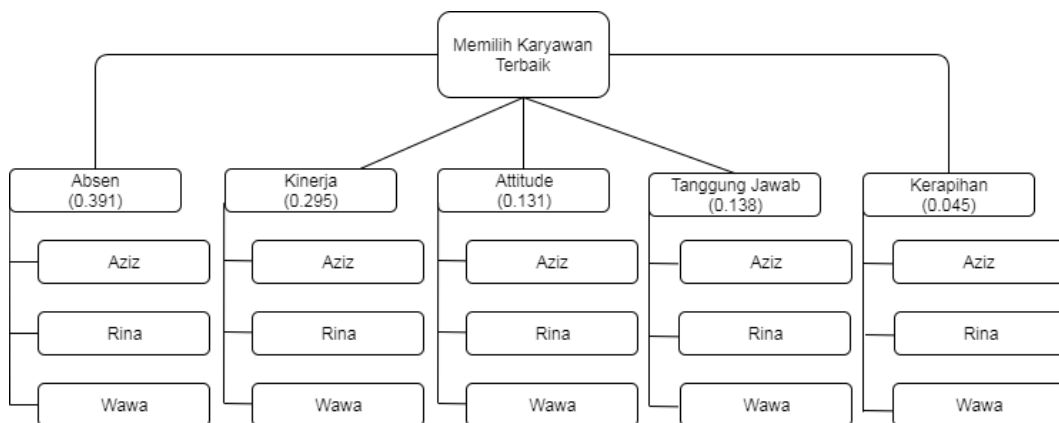 Memilih Karyawan
Terbaik
Absen
(0.391)
Kinerja
(0.295)
Attitude
(0.131)
Tanggung Jawab
(0.138)
Kerapihan
(0.045)
Aziz
Aziz
Aziz
Aziz
Aziz
Rina
Rina
Rina
Rina
Rina
Wawa
Wawa
Wawa
Wawa
Wawa